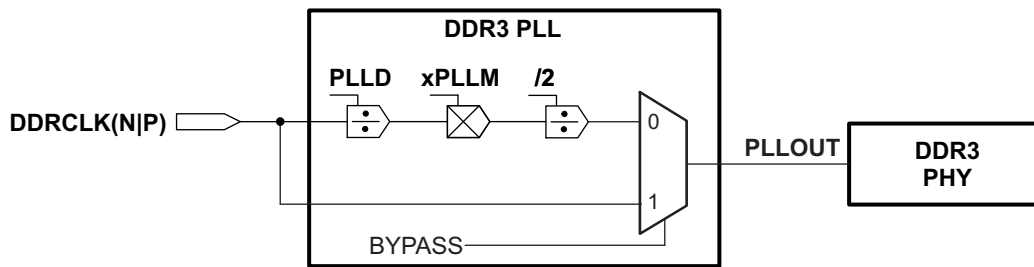 DDR3 PLL
PLLD xPLLM /2
DDRCLK(N|P)
0
PLLOUT
DDR3
PHY
1
BYPASS